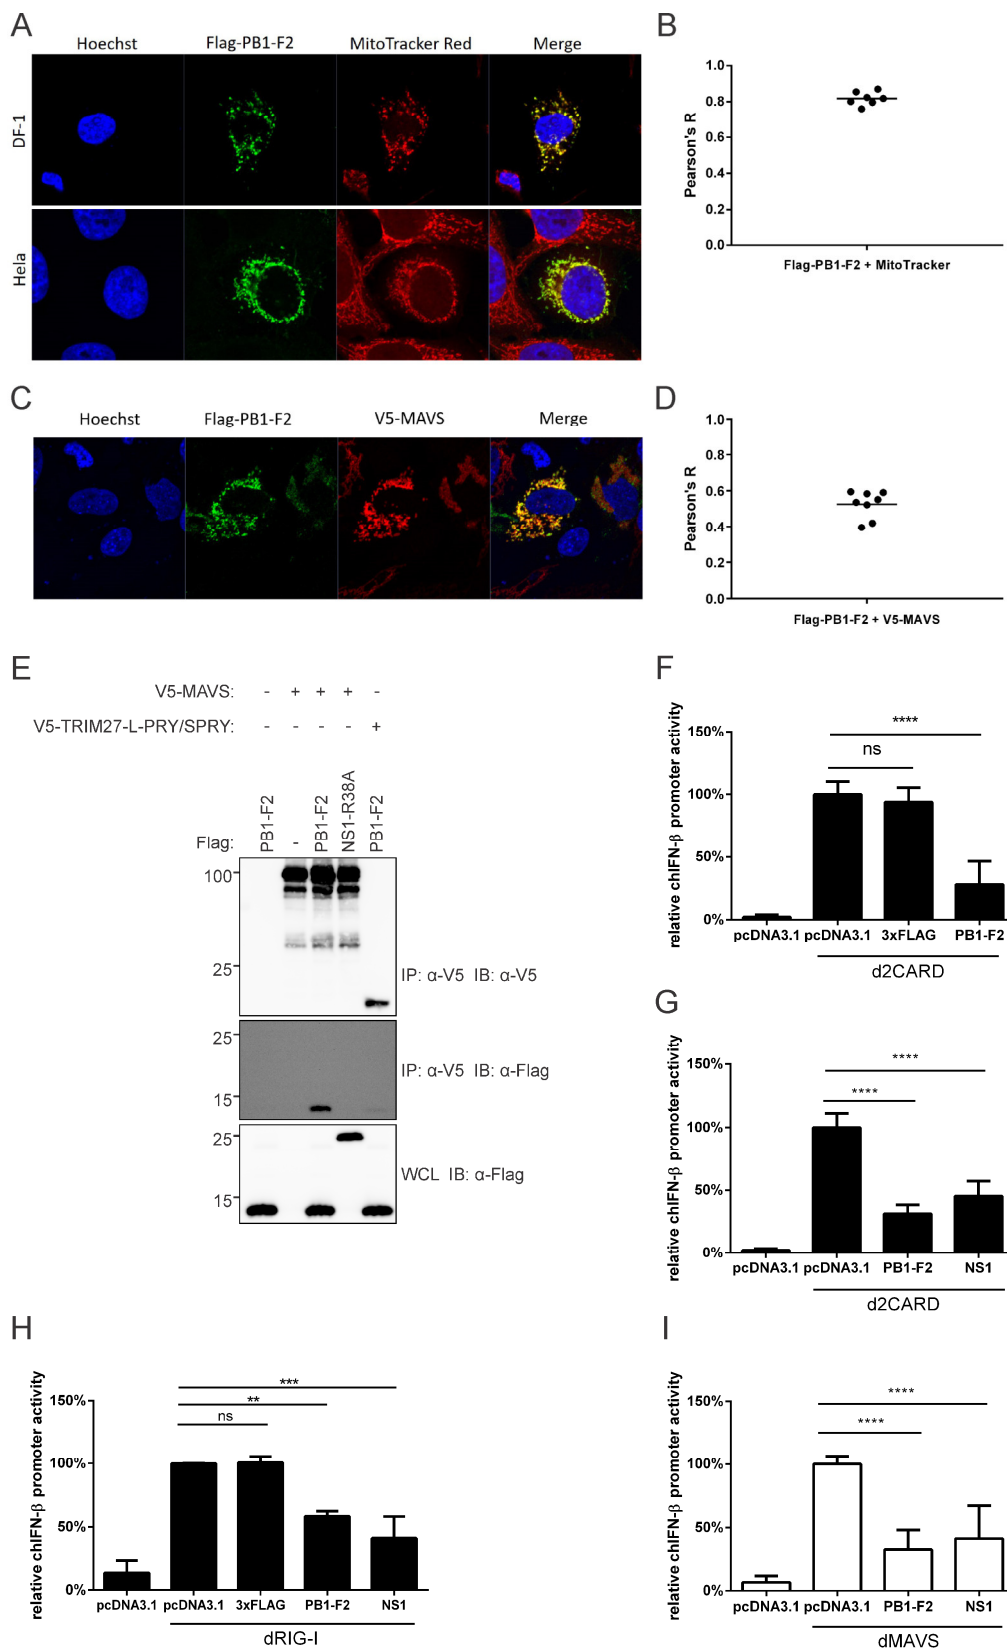 A
Hoechst
Flag-PB1-F2
MitoTracker Red
Merge
DF-1
Hela
B
Pearson's R
1.0
0.8
0.6
0.4
0.2
0.0
Flag-PB1-F2 + MitoTracker
C
Hoechst
Flag-PB1-F2
V5-MAVS
Merge
D
Pearson's R
1.0
0.8
0.6
0.4
0.2
0.0
Flag-PB1-F2 + V5-MAVS
E
V5-MAVS: - + + + -
V5-TRIM27-L-PRY/SPRY: - - - - +
Flag: PB1-F2 - PB1-F2 NS1-R38A PB1-F2
100
25
IP: α-V5 IB: α-V5
25
15
IP: α-V5 IB: α-Flag
25
15
WCL IB: α-Flag
F
relative chIFN-β promoter activity
150%
100%
50%
0%
****
ns
pcDNA3.1 pcDNA3.1 3xFLAG PB1-F2
d2CARD
G
relative chIFN-β promoter activity
150%
100%
50%
0%
****
****
pcDNA3.1 pcDNA3.1 PB1-F2 NS1
d2CARD
H
relative chIFN-β promoter activity
150%
100%
50%
0%
***
**
ns
pcDNA3.1 pcDNA3.1 3xFLAG PB1-F2 NS1
dRIG-I
I
relative chIFN-β promoter activity
150%
100%
50%
0%
****
****
pcDNA3.1 pcDNA3.1 PB1-F2 NS1
dMAVS